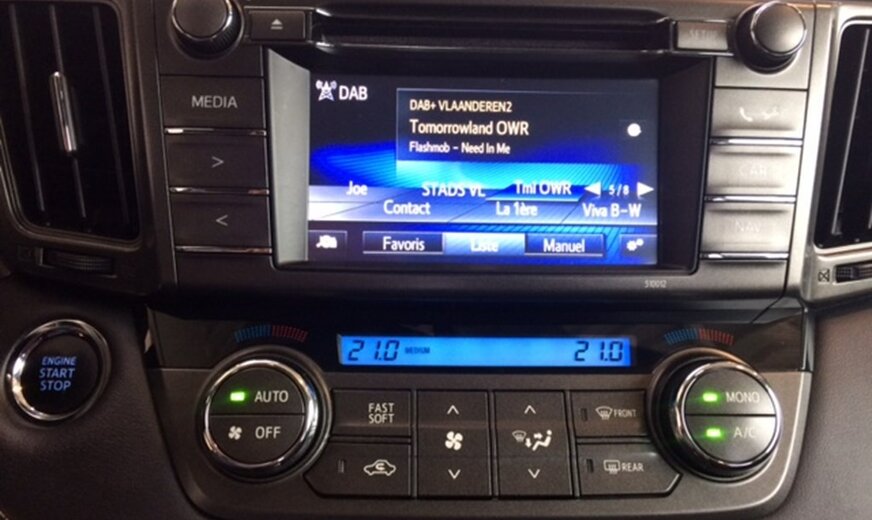 SETUP
MEDIA
>
<
DAB
DAB+ VLAANDEREN2
Tomorrowland OWR
Flashmob - Need In Me
Joe STADS VL Tml OWR 5/8
Contact La 1ère Viva B-W
Favoris Liste Manuel
CAR
NAV
510012
ENGINE
START
STOP
21.0 MEDIUM 21.0
AUTO
OFF
FAST
SOFT
FRONT
REAR
MONO
A/C